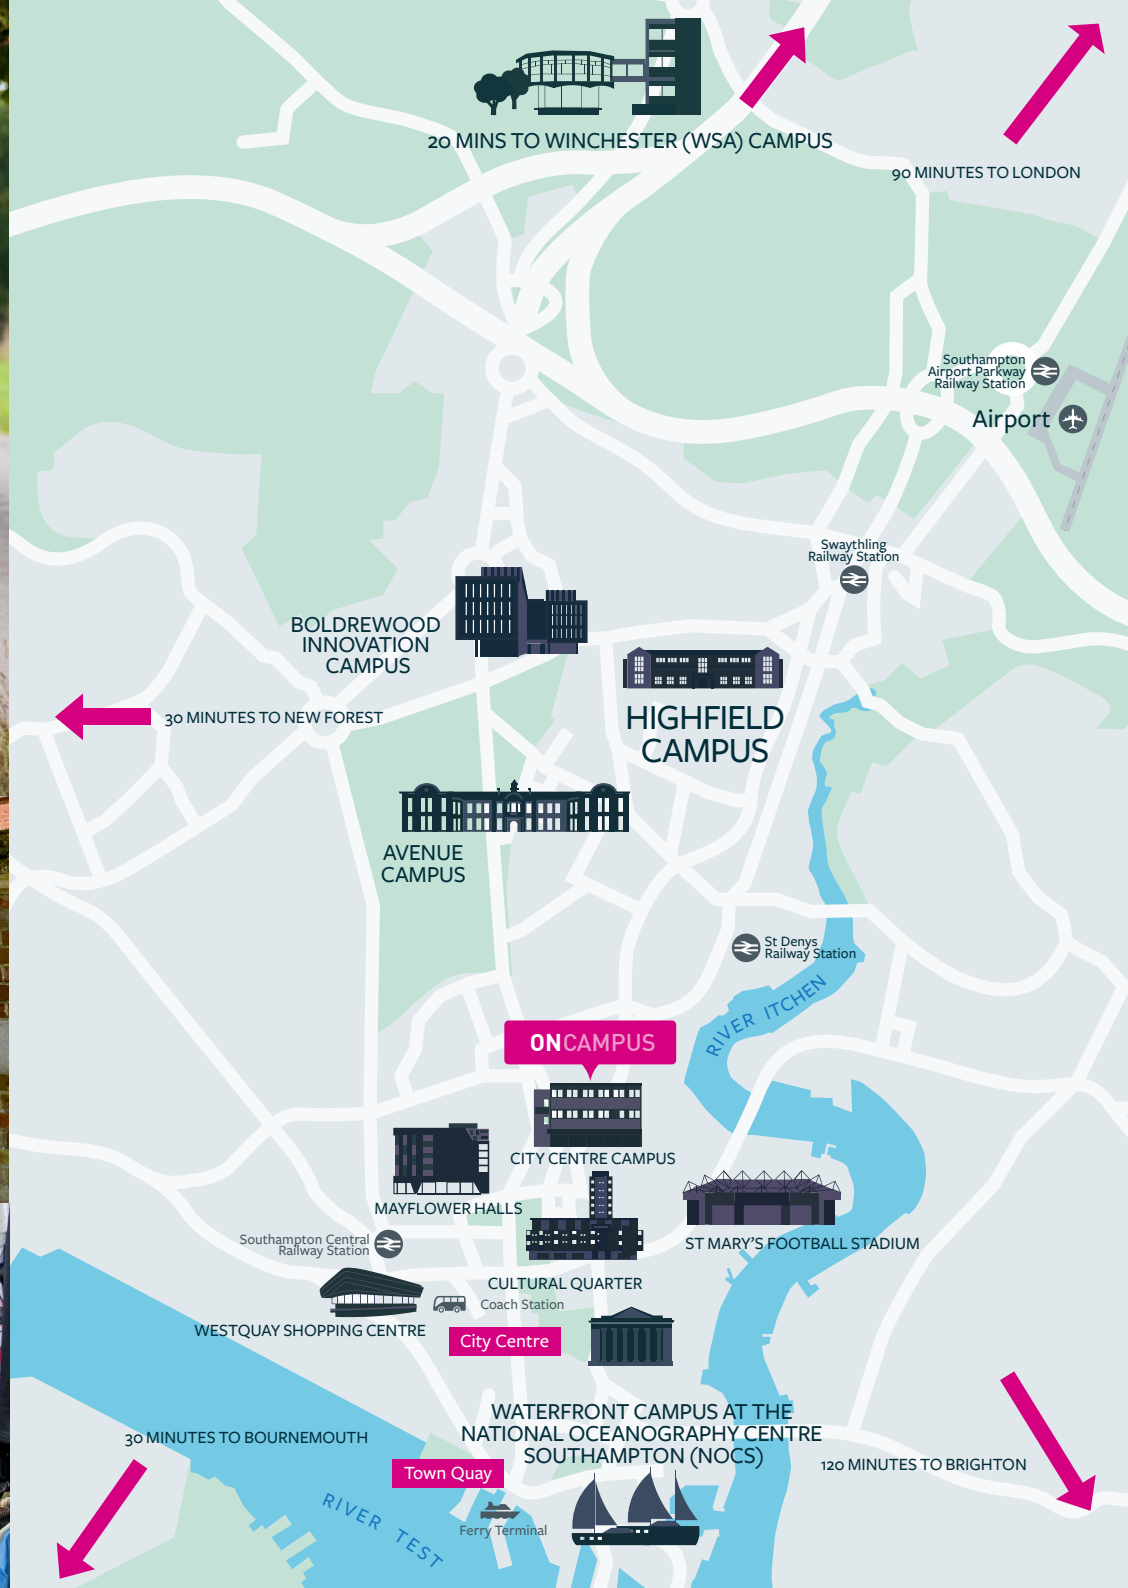 20 MINS TO WINCHESTER (WSA) CAMPUS
90 MINUTES TO LONDON
Southampton
Airport Parkway
Railway Station
Airport
Swaythling
Railway Station
BOLDREWOOD
INNOVATION
CAMPUS
HIGHFIELD
CAMPUS
30 MINUTES TO NEW FOREST
AVENUE
CAMPUS
St Denys
Railway Station
RIVER ITCHEN
ONCAMPUS
CITY CENTRE CAMPUS
MAYFLOWER HALLS
Southampton Central
Railway Station
ST MARY'S FOOTBALL STADIUM
CULTURAL QUARTER
Coach Station
WESTQUAY SHOPPING CENTRE
City Centre
WATERFRONT CAMPUS AT THE
NATIONAL OCEANOGRAPHY CENTRE
SOUTHAMPTON (NOCS)
30 MINUTES TO BOURNEMOUTH
120 MINUTES TO BRIGHTON
Town Quay
RIVER TEST
Ferry Terminal